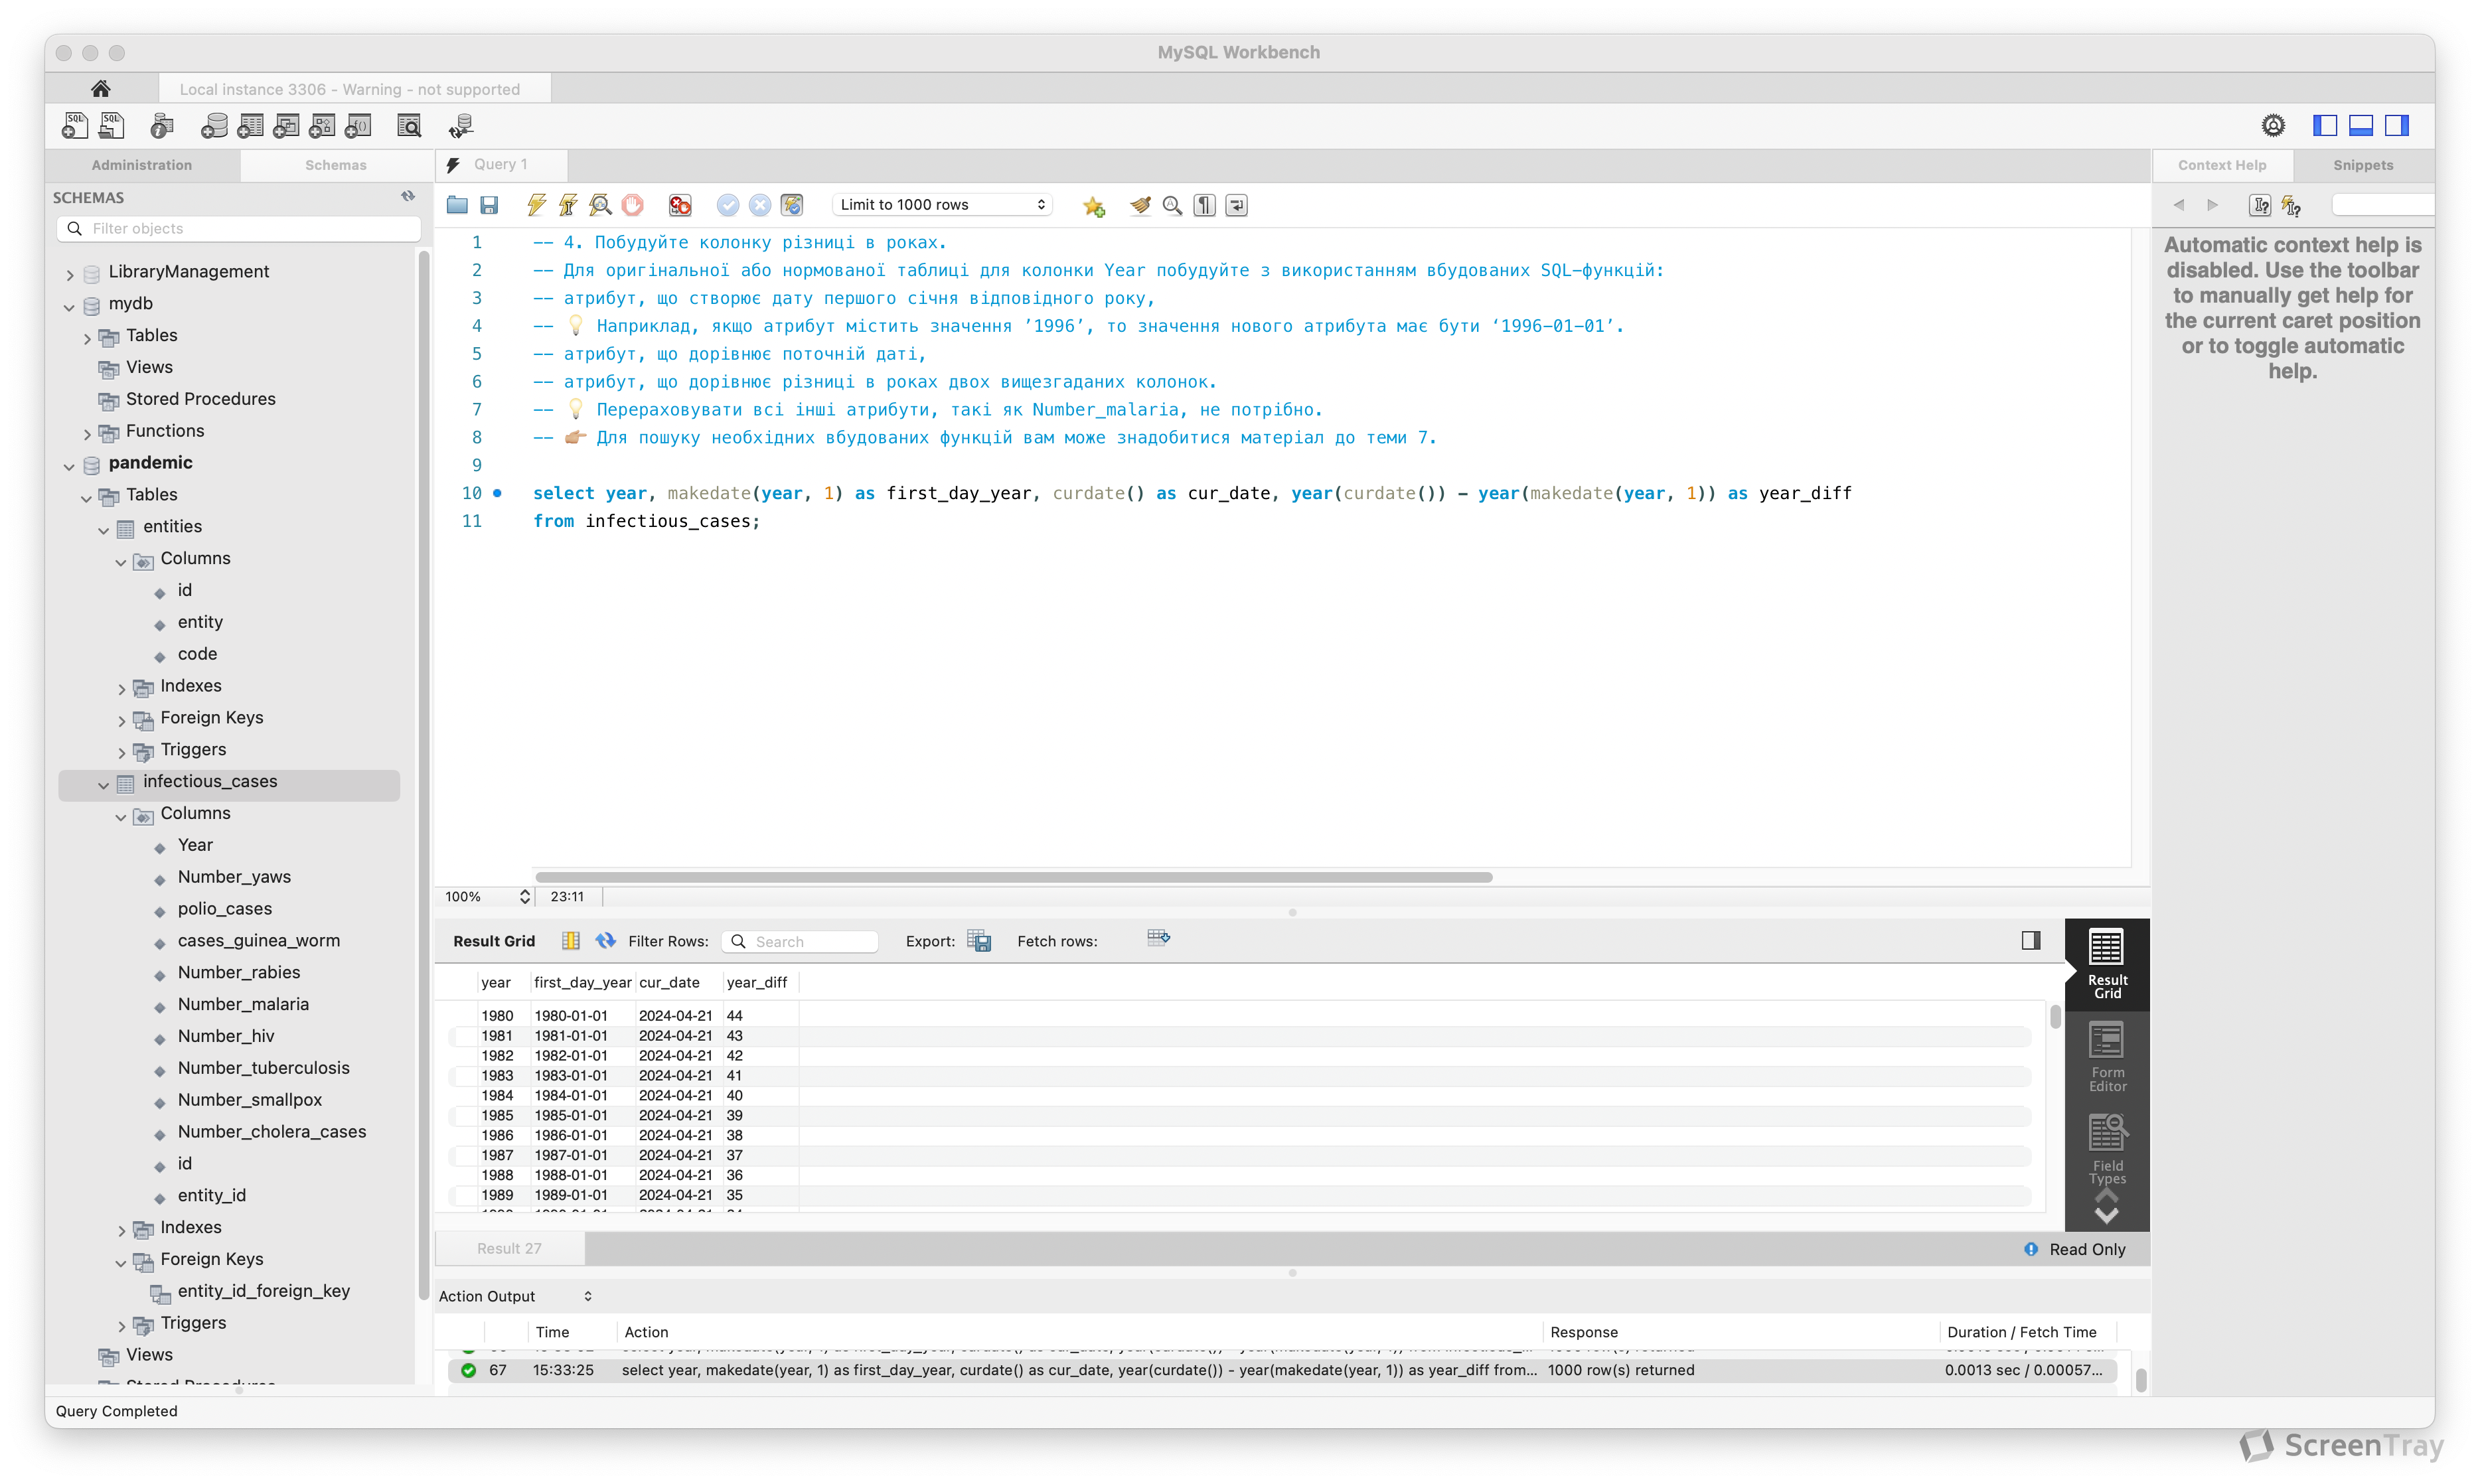 MySQL Workbench
Local instance 3306 - Warning - not supported
Administration
Schemas
SCHEMAS
Filter objects
LibraryManagement
mydb
Tables
Views
Stored Procedures
Functions
pandemic
Tables
entities
Columns
id
entity
code
Indexes
Foreign Keys
Triggers
infectious_cases
Columns
Year
Number_yaws
polio_cases
cases_guinea_worm
Number_rabies
Number_malaria
Number_hiv
Number_tuberculosis
Number_smallpox
Number_cholera_cases
id
entity_id
Indexes
Foreign Keys
entity_id_foreign_key
Triggers
Views
Query 1
Limit to 1000 rows
1 -- 4. Побудуйте колонку різниці в роках.
2 -- Для оригінальної або нормованої таблиці для колонки Year побудуйте з використанням вбудованих SQL-функцій:
3 -- атрибут, що створює дату першого січня відповідного року,
4 -- 💡 Наприклад, якщо атрибут містить значення ’1996’, то значення нового атрибута має бути ‘1996-01-01’.
5 -- атрибут, що дорівнює поточній даті,
6 -- атрибут, що дорівнює різниці в роках двох вищезгаданих колонок.
7 -- 💡 Перераховувати всі інші атрибути, такі як Number_malaria, не потрібно.
8 -- 👉🏼 Для пошуку необхідних вбудованих функцій вам може знадобитися матеріал до теми 7.
9
10 select year, makedate(year, 1) as first_day_year, curdate() as cur_date, year(curdate()) - year(makedate(year, 1)) as year_diff
11 from infectious_cases;
100% 23:11
Result Grid Filter Rows: Search Export: Fetch rows:
year first_day_year cur_date year_diff
1980 1980-01-01 2024-04-21 44
1981 1981-01-01 2024-04-21 43
1982 1982-01-01 2024-04-21 42
1983 1983-01-01 2024-04-21 41
1984 1984-01-01 2024-04-21 40
1985 1985-01-01 2024-04-21 39
1986 1986-01-01 2024-04-21 38
1987 1987-01-01 2024-04-21 37
1988 1988-01-01 2024-04-21 36
1989 1989-01-01 2024-04-21 35
Result
Grid
Form
Editor
Field
Types
Result 27
Read Only
Action Output
Time Action Response Duration / Fetch Time
67 15:33:25 select year, makedate(year, 1) as first_day_year, curdate() as cur_date, year(curdate()) - year(makedate(year, 1)) as year_diff from... 1000 row(s) returned 0.0013 sec / 0.00057...
Context Help
Snippets
Automatic context help is
disabled. Use the toolbar
to manually get help for
the current caret position
or to toggle automatic
help.
Query Completed
ScreenTray